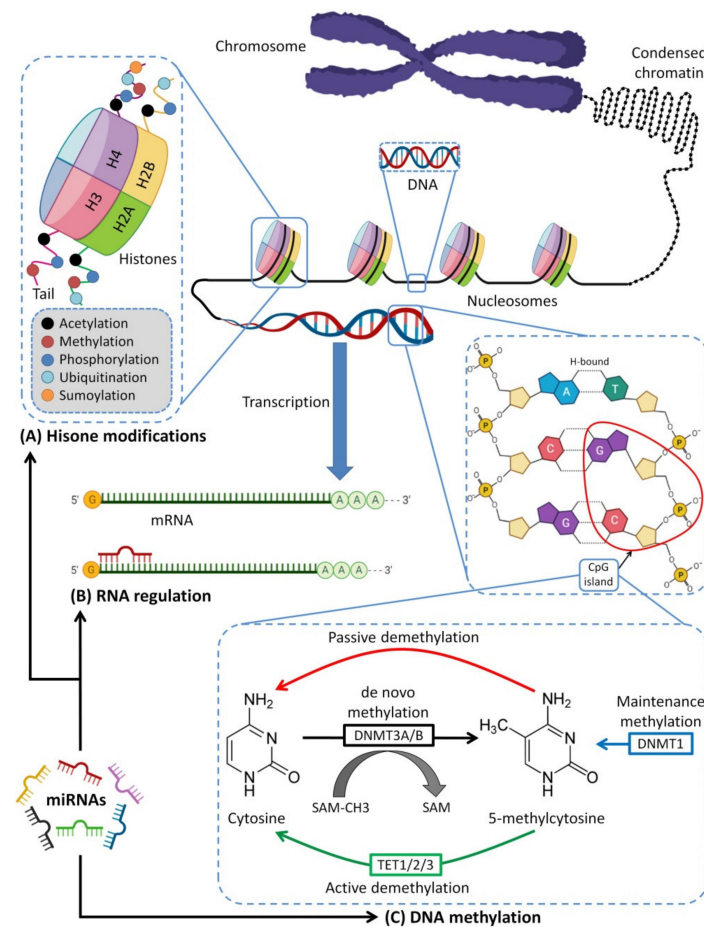 Chromosome
Condensed
chromatin
DNA
H4
H2B
H3
H2A
Histones
Tail
Nucleosomes
Acetylation
Methylation
Phosphorylation
Ubiquitination
Sumoylation
(A) Hisone modifications
Transcription
H-bound
P
P
A
T
C
G
P
P
G
C
P
P
O⁻
O
O
O⁻
CpG
island
5' G A A A 3'
mRNA
5' G A A A 3'
(B) RNA regulation
Passive demethylation
NH₂
N
N
H
O
Cytosine
de novo
methylation
DNMT3A/B
SAM-CH3
SAM
NH₂
H₃C
N
N
H
O
5-methylcytosine
Maintenance
methylation
DNMT1
TET1/2/3
Active demethylation
miRNAs
(C) DNA methylation